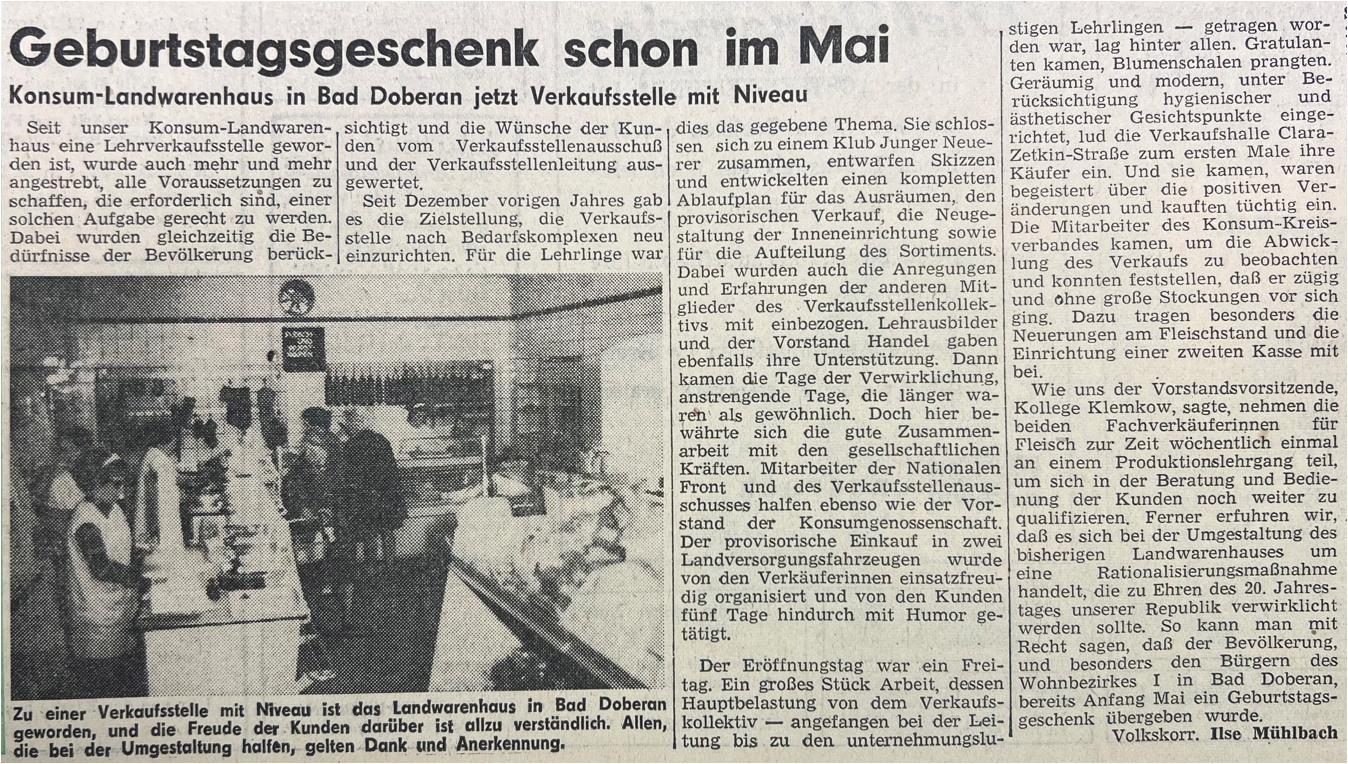 Geburtstagsgeschenk schon im Mai
Konsum-Landwarenhaus in Bad Doberan jetzt Verkaufsstelle mit Niveau
Seit unser Konsum-Landwaren-
haus eine Lehrverkaufsstelle gewor-
den ist, wurde auch mehr und mehr
angestrebt, alle Voraussetzungen zu
schaffen, die erforderlich sind, einer
solchen Aufgabe gerecht zu werden.
Dabei wurden gleichzeitig die Be-
dürfnisse der Bevölkerung berück-
sichtigt und die Wünsche der Kun-
den vom Verkaufsstellenausschuß
und der Verkaufsstellenleitung aus-
gewertet.
Seit Dezember vorigen Jahres gab
es die Zielstellung, die Verkaufs-
stelle nach Bedarfskomplexen neu
einzurichten. Für die Lehrlinge war
dies das gegebene Thema. Sie schlos-
sen sich zu einem Klub Junger Neue-
rer zusammen, entwarfen Skizzen
und entwickelten einen kompletten
Ablaufplan für das Ausräumen, den
provisorischen Verkauf, die Neuge-
staltung der Inneneinrichtung sowie
für die Aufteilung des Sortiments.
Dabei wurden auch die Anregungen
und Erfahrungen der anderen Mit-
glieder des Verkaufsstellenkollek-
tivs mit einbezogen. Lehrausbilder
und der Vorstand Handel gaben
ebenfalls ihre Unterstützung. Dann
kamen die Tage der Verwirklichung,
anstrengende Tage, die länger wa-
ren als gewöhnlich. Doch hier be-
währte sich die gute Zusammen-
arbeit mit den gesellschaftlichen
Kräften. Mitarbeiter der Nationalen
Front und des Verkaufsstellenaus-
schusses halfen ebenso wie der Vor-
stand der Konsumgenossenschaft.
Der provisorische Einkauf in zwei
Landversorgungsfahrzeugen wurde
von den Verkäuferinnen einsatzfreu-
dig organisiert und von den Kunden
fünf Tage hindurch mit Humor ge-
tätigt.
Der Eröffnungstag war ein Frei-
tag. Ein großes Stück Arbeit, dessen
Hauptbelastung von dem Verkaufs-
kollektiv — angefangen bei der Lei-
tung bis zu den unternehmungslu-
stigen Lehrlingen — getragen wor-
den war, lag hinter allen. Gratulan-
ten kamen, Blumenschalen prangten.
Geräumig und modern, unter Be-
rücksichtigung hygienischer und
ästhetischer Gesichtspunkte einge-
richtet, lud die Verkaufshalle Clara-
Zetkin-Straße zum ersten Male ihre
Käufer ein. Und sie kamen, waren
begeistert über die positiven Ver-
änderungen und kauften tüchtig ein.
Die Mitarbeiter des Konsum-Kreis-
verbandes kamen, um die Abwick-
lung des Verkaufs zu beobachten
und konnten feststellen, daß er zügig
und ohne große Stockungen vor sich
ging. Dazu tragen besonders die
Neuerungen am Fleischstand und die
Einrichtung einer zweiten Kasse mit
bei.
Wie uns der Vorstandsvorsitzende,
Kollege Klemkow, sagte, nehmen die
beiden Fachverkäuferinnen für
Fleisch zur Zeit wöchentlich einmal
an einem Produktionslehrgang teil,
um sich in der Beratung und Bedie-
nung der Kunden noch weiter zu
qualifizieren. Ferner erfuhren wir,
daß es sich bei der Umgestaltung des
bisherigen Landwarenhauses um
eine Rationalisierungsmaßnahme
handelt, die zu Ehren des 20. Jahres-
tages unserer Republik verwirklicht
werden sollte. So kann man mit
Recht sagen, daß der Bevölkerung,
und besonders den Bürgern des
Wohnbezirkes I in Bad Doberan,
bereits Anfang Mai ein Geburtstags-
geschenk übergeben wurde.
Volkskorr. Ilse Mühlbach
Zu einer Verkaufsstelle mit Niveau ist das Landwarenhaus in Bad Doberan
geworden, und die Freude der Kunden darüber ist allzu verständlich. Allen,
die bei der Umgestaltung halfen, gelten Dank und Anerkennung.